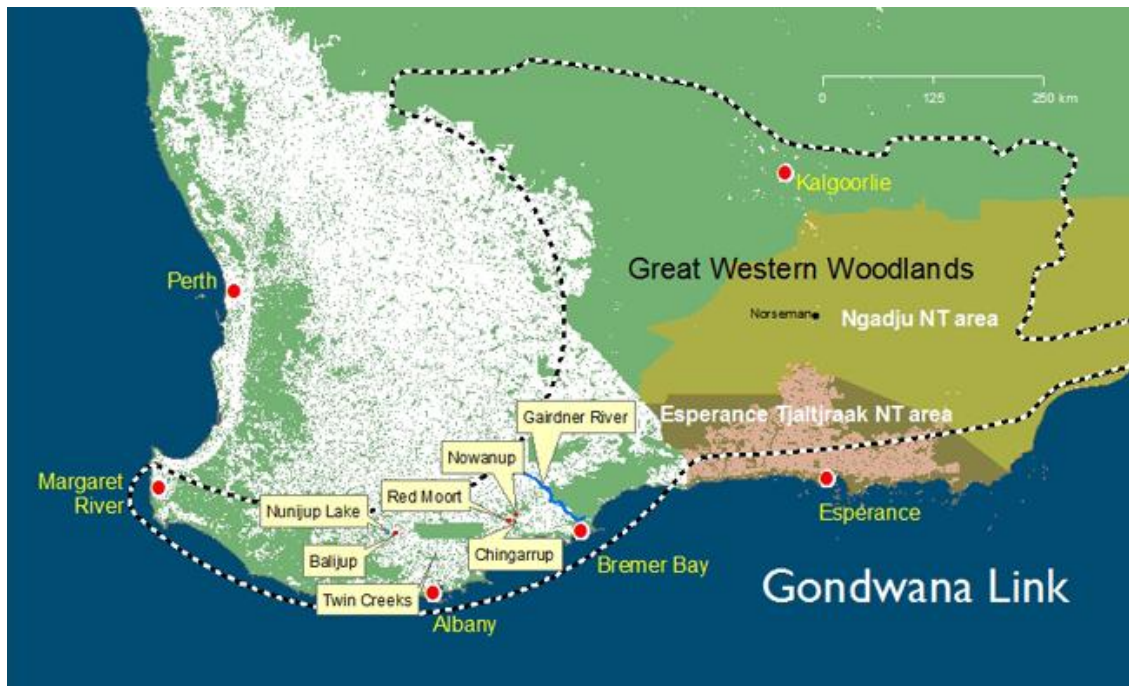 0 125 250 km
Kalgoorlie
Great Western Woodlands
Perth
Norseman
Ngadju NT area
Esperance Tjaltjraak NT area
Gairdner River
Nowanup
Margaret
River
Red Moort
Nunijup Lake
Esperance
Balijup
Chingarrup
Bremer Bay
Gondwana Link
Twin Creeks
Albany